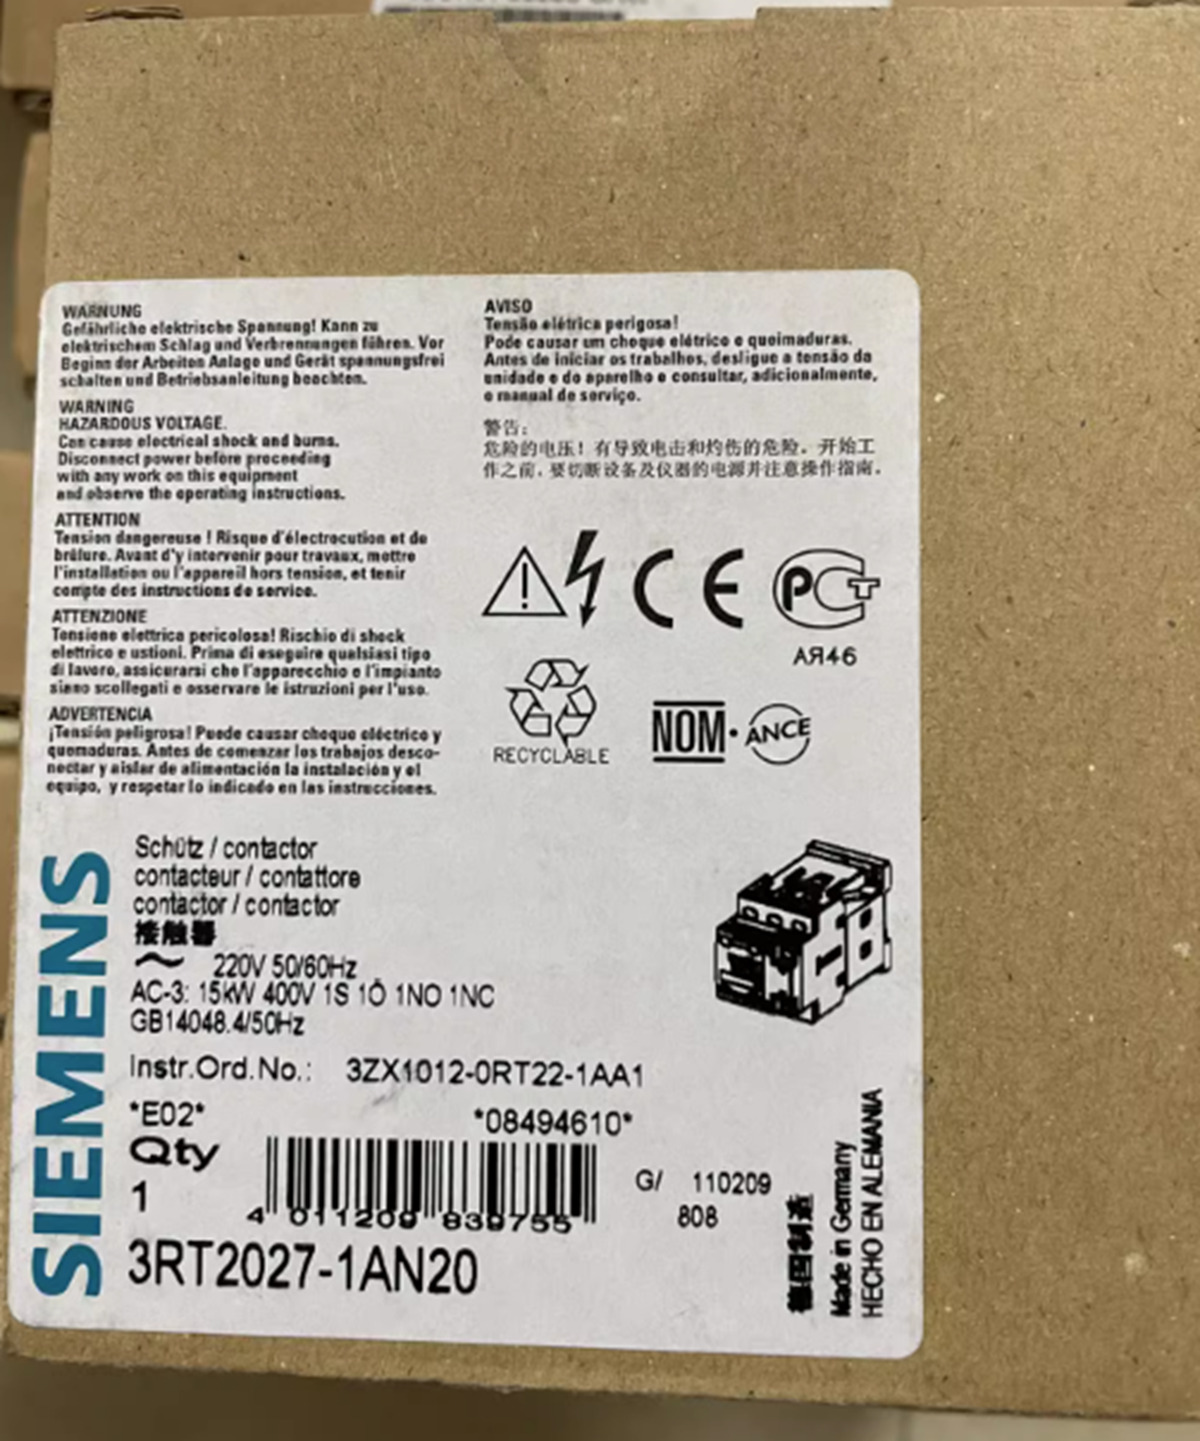 WARNUNG
Gefährliche elektrische Spannung! Kann zu
elektrischem Schlag und Verbrennungen führen. Vor
Beginn der Arbeiten Anlage und Gerät spannungsfrei
schalten und Betriebsanleitung beachten.
WARNING
HAZARDOUS VOLTAGE.
Can cause electrical shock and burns.
Disconnect power before proceeding
with any work on this equipment
and observe the operating instructions.
ATTENTION
Tension dangereuse ! Risque d'électrocution et de
brûlure. Avant d'y intervenir pour travaux, mettre
l'installation ou l'appareil hors tension, et tenir
compte des instructions de service.
ATTENZIONE
Tensione elettrica pericolosa! Rischio di shock
elettrico e ustioni. Prima di eseguire qualsiasi tipo
di lavoro, assicurarsi che l'apparecchio e l'impianto
siano scollegati e osservare le istruzioni per l'uso.
ADVERTENCIA
¡Tensión peligrosa! Puede causar choque eléctrico y
quemaduras. Antes de comenzar los trabajos desco-
nectar y aislar de alimentación la instalación y el
equipo, y respetar lo indicado en las instrucciones.
AVISO
Tensão elétrica perigosa!
Pode causar um choque elétrico e queimaduras.
Antes de iniciar os trabalhos, desligue a tensão da
unidade e do aparelho e consultar, adicionalmente,
o manual de serviço.
警告:
危险的电压! 有导致电击和灼伤的危险。开始工
作之前,要切断设备及仪器的电源并注意操作指南。
CE
PCT
АЯ46
RECYCLABLE
NOM·ANCE
SIEMENS
Schütz / contactor
contacteur / contattore
contactor / contactor
接触器
~ 220V 50/60Hz
AC-3: 15kW 400V 1S 1Ö 1NO 1NC
GB14048.4/50Hz
Instr.Ord.No.: 3ZX1012-0RT22-1AA1
*E02* *08494610*
Qty
1
4 011209 839755
G/ 110209
808
3RT2027-1AN20
德国制造
Made in Germany
HECHO EN ALEMANIA